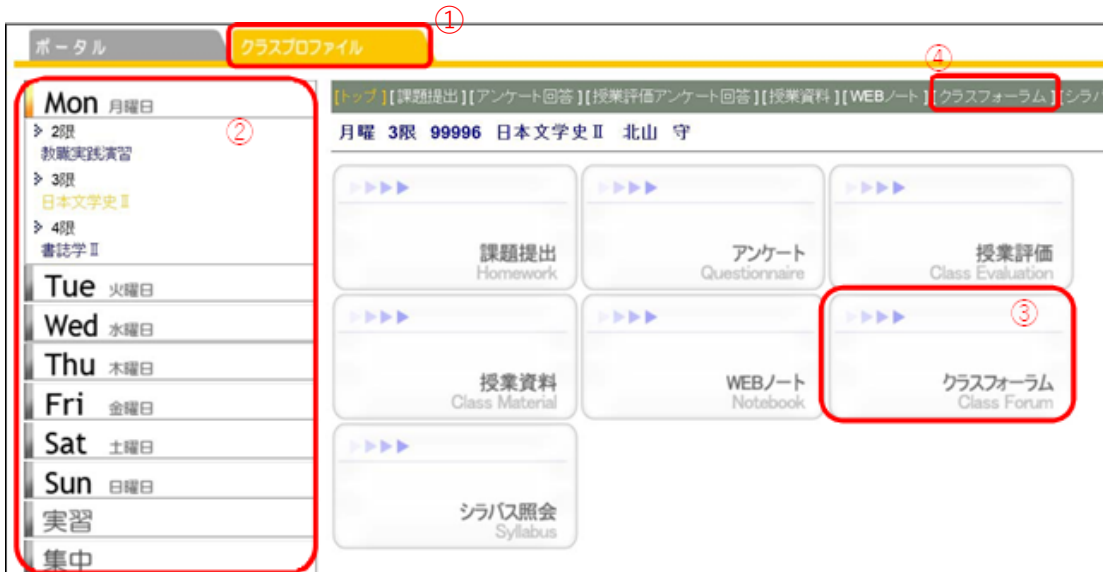 ①
ポータル
クラスプロファイル
④
Mon 月曜日
②
2限
教職実践演習
3限
日本文学史Ⅱ
4限
書誌学Ⅱ
Tue 火曜日
Wed 水曜日
Thu 木曜日
Fri 金曜日
Sat 土曜日
Sun 日曜日
実習
集中
[トップ][課題提出][アンケート回答][授業評価アンケート回答][授業資料][WEBノート][クラスフォーラム][シラバ
月曜 3限 99996 日本文学史Ⅱ 北山 守
課題提出
Homework
アンケート
Questionnaire
授業評価
Class Evaluation
授業資料
Class Material
WEBノート
Notebook
③
クラスフォーラム
Class Forum
シラバス照会
Syllabus